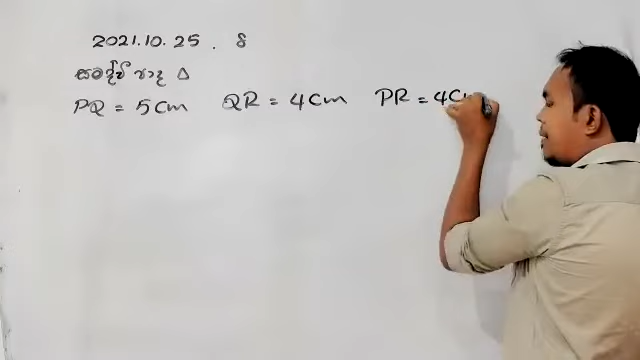 2021.10.25 . 8
සමද්විපාද Δ
PQ = 5cm QR = 4cm PR = 4c